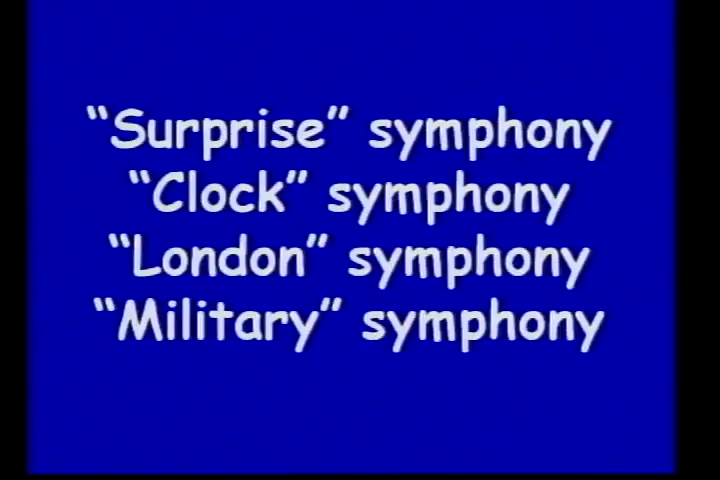 “Surprise” symphony
“Clock” symphony
“London” symphony
“Military” symphony